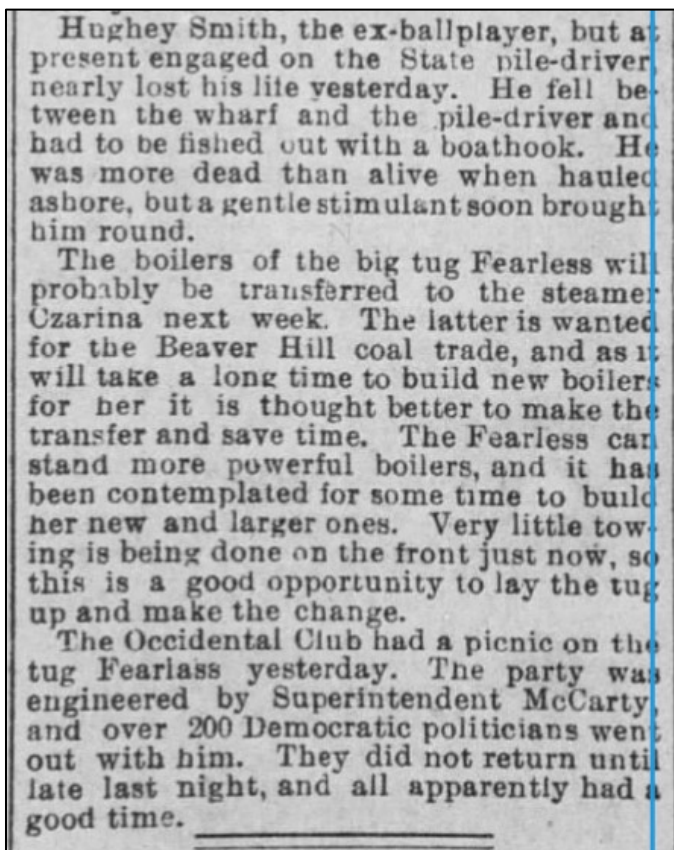 Hughey Smith, the ex-ballplayer, but at
present engaged on the State pile-driver,
nearly lost his life yesterday. He fell be-
tween the wharf and the pile-driver and
had to be fished out with a boathook. He
was more dead than alive when hauled
ashore, but a gentle stimulant soon brought
him round.
The boilers of the big tug Fearless will
probably be transferred to the steamer
Czarina next week. The latter is wanted
for the Beaver Hill coal trade, and as it
will take a long time to build new boilers
for her it is thought better to make the
transfer and save time. The Fearless can
stand more powerful boilers, and it has
been contemplated for some time to build
her new and larger ones. Very little tow-
ing is being done on the front just now, so
this is a good opportunity to lay the tug
up and make the change.
The Occidental Club had a picnic on the
tug Fearlass yesterday. The party was
engineered by Superintendent McCarty,
and over 200 Democratic politicians went
out with him. They did not return until
late last night, and all apparently had a
good time.